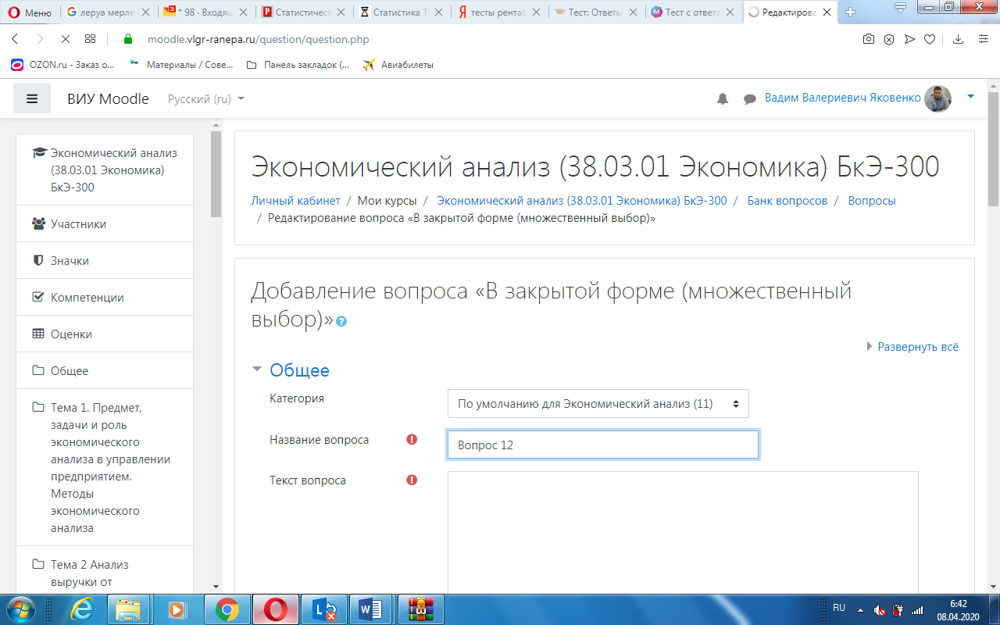 Меню
леруа мерле
* 98 · Входящ
Статистичес
Статистика Т
тесты рентаб
Тест: Ответы
Тест с ответа
Редактирова
moodle.vlgr-ranepa.ru/question/question.php
OZON.ru - Заказ о...
Материалы / Сове...
Панель закладок (...
Авиабилеты
ВИУ Moodle
Русский (ru)
Вадим Валериевич Яковенко
Экономический анализ
(38.03.01 Экономика)
БкЭ-300
Участники
Значки
Компетенции
Оценки
Общее
Тема 1. Предмет,
задачи и роль
экономического
анализа в управлении
предприятием.
Методы
экономического
анализа
Тема 2 Анализ
выручки от
Экономический анализ (38.03.01 Экономика) БкЭ-300
Личный кабинет / Мои курсы / Экономический анализ (38.03.01 Экономика) БкЭ-300 / Банк вопросов / Вопросы
/ Редактирование вопроса «В закрытой форме (множественный выбор)»
Добавление вопроса «В закрытой форме (множественный
выбор)»
Развернуть всё
Общее
Категория
По умолчанию для Экономический анализ (11)
Название вопроса
Вопрос 12
Текст вопроса
RU
6:42
08.04.2020